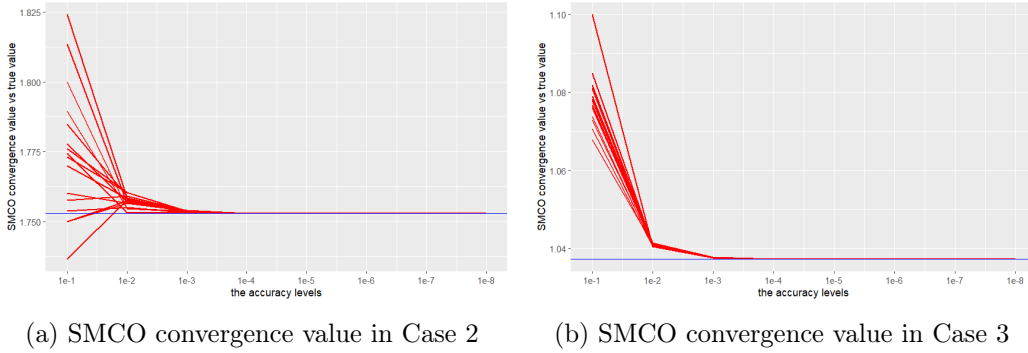 SMCO convergence value vs true value
1.825
1.800
1.775
1.750
1e-1 1e-2 1e-3 1e-4 1e-5 1e-6 1e-7 1e-8
the accuracy levels
(a) SMCO convergence value in Case 2
SMCO convergence value vs true value
1.10
1.08
1.06
1.04
1e-1 1e-2 1e-3 1e-4 1e-5 1e-6 1e-7 1e-8
the accuracy levels
(b) SMCO convergence value in Case 3